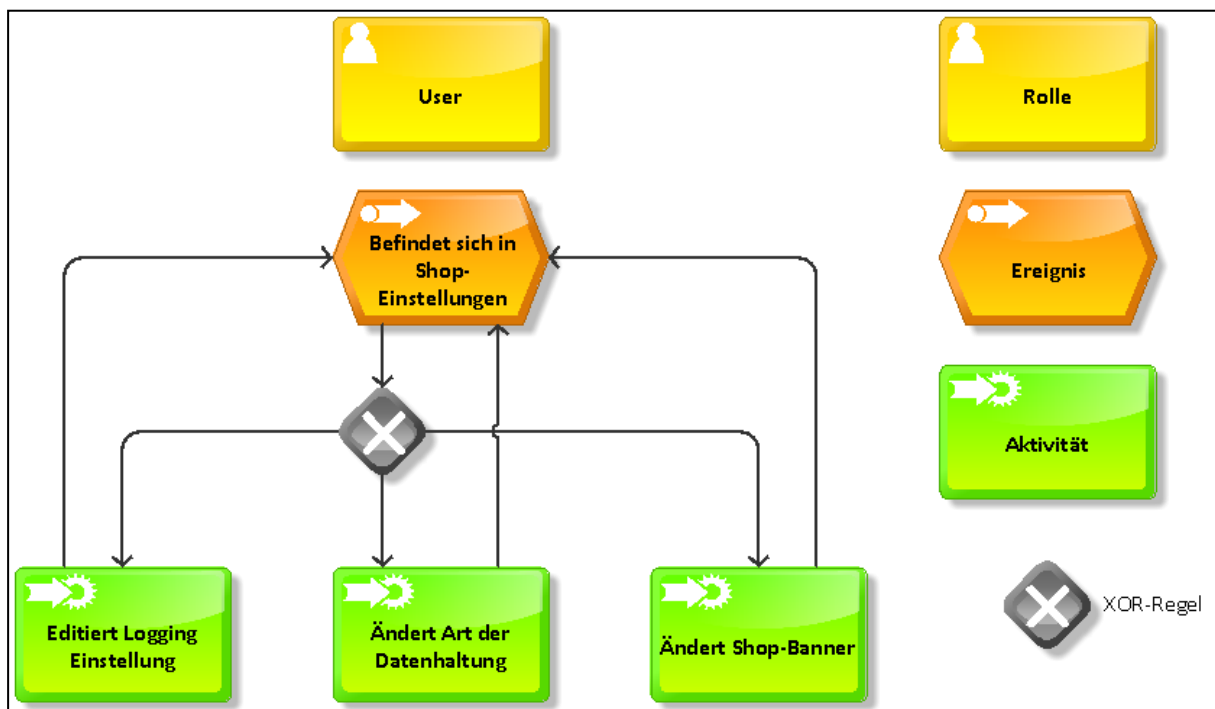 User
Rolle
Befindet sich in
Shop-
Einstellungen
Ereignis
Aktivität
XOR-Regel
Editiert Logging
Einstellung
Ändert Art der
Datenhaltung
Ändert Shop-Banner